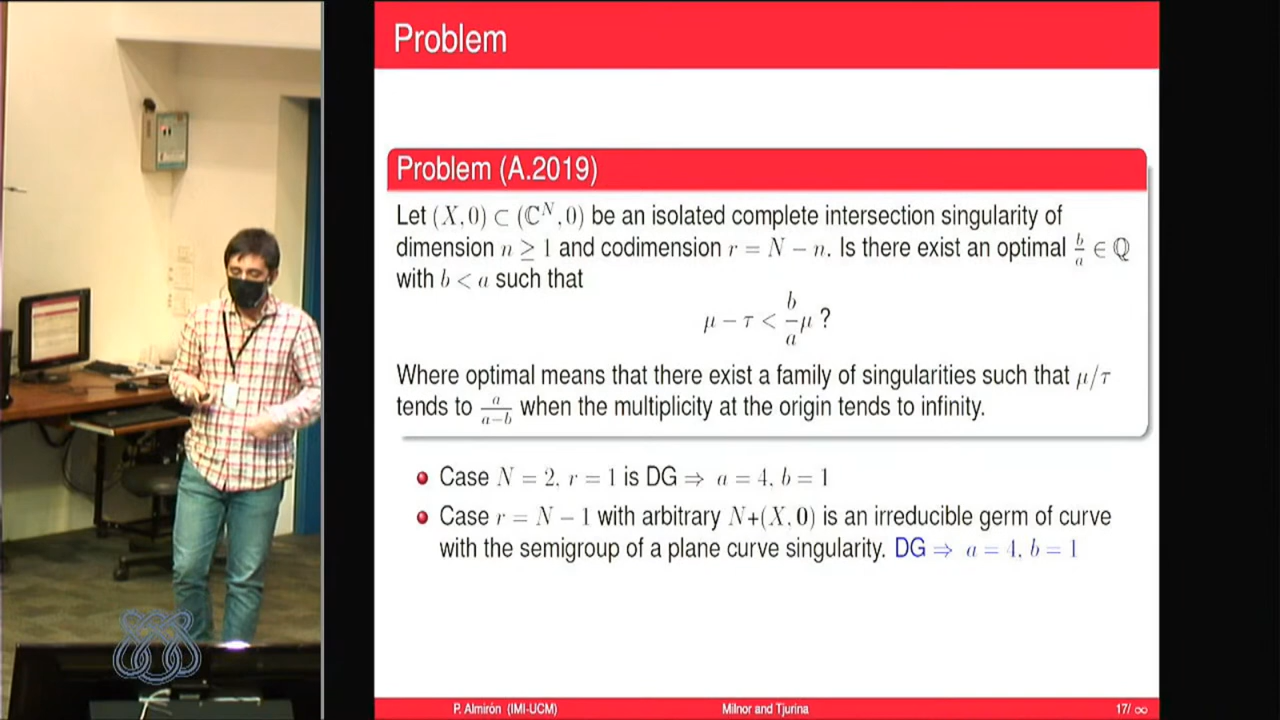 Problem
Problem (A.2019)
Let (X, 0) ⊂ (ℂᴺ, 0) be an isolated complete intersection singularity of
dimension n ≥ 1 and codimension r = N − n. Is there exist an optimal b/a ∈ ℚ
with b < a such that
μ − τ < b/a μ ?
Where optimal means that there exist a family of singularities such that μ/τ
tends to a/(a−b) when the multiplicity at the origin tends to infinity.
Case N = 2, r = 1 is DG ⇒ a = 4, b = 1
Case r = N − 1 with arbitrary N+(X, 0) is an irreducible germ of curve
with the semigroup of a plane curve singularity. DG ⇒ a = 4, b = 1
P. Almirón (IMI-UCM) Milnor and Tjurina 17/ ∞